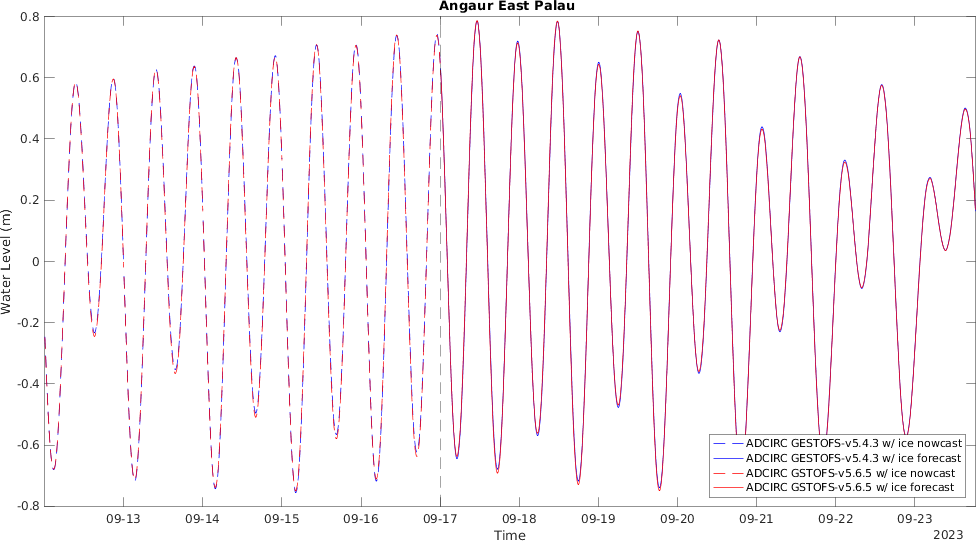 Angaur East Palau
0.8
0.6
0.4
0.2
0
-0.2
-0.4
-0.6
-0.8
Water Level (m)
ADCIRC GESTOFS-v5.4.3 w/ ice nowcast
ADCIRC GESTOFS-v5.4.3 w/ ice forecast
ADCIRC GSTOFS-v5.6.5 w/ ice nowcast
ADCIRC GSTOFS-v5.6.5 w/ ice forecast
09-13 09-14 09-15 09-16 09-17 09-18 09-19 09-20 09-21 09-22 09-23
Time
2023